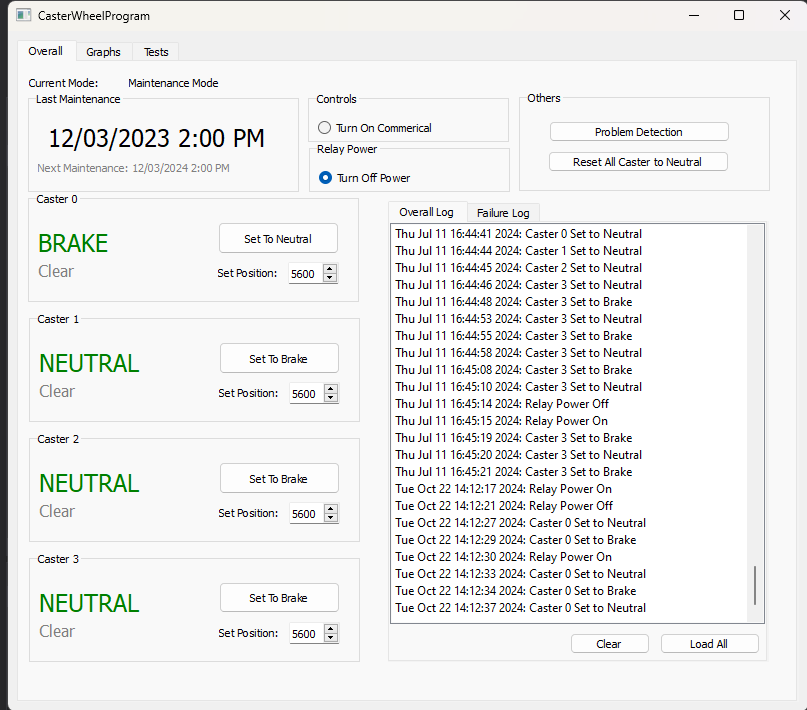 CasterWheelProgram
Overall Graphs Tests
Current Mode: Maintenance Mode
Last Maintenance
12/03/2023 2:00 PM
Next Maintenance: 12/03/2024 2:00 PM
Controls
Turn On Commerical
Relay Power
Turn Off Power
Others
Problem Detection
Reset All Caster to Neutral
Caster 0
BRAKE
Clear
Set To Neutral
Set Position: 5600
Caster 1
NEUTRAL
Clear
Set To Brake
Set Position: 5600
Caster 2
NEUTRAL
Clear
Set To Brake
Set Position: 5600
Caster 3
NEUTRAL
Clear
Set To Brake
Set Position: 5600
Overall Log Failure Log
Thu Jul 11 16:44:41 2024: Caster 0 Set to Neutral
Thu Jul 11 16:44:44 2024: Caster 1 Set to Neutral
Thu Jul 11 16:44:45 2024: Caster 2 Set to Neutral
Thu Jul 11 16:44:46 2024: Caster 3 Set to Neutral
Thu Jul 11 16:44:48 2024: Caster 3 Set to Brake
Thu Jul 11 16:44:53 2024: Caster 3 Set to Neutral
Thu Jul 11 16:44:55 2024: Caster 3 Set to Brake
Thu Jul 11 16:44:58 2024: Caster 3 Set to Neutral
Thu Jul 11 16:45:08 2024: Caster 3 Set to Brake
Thu Jul 11 16:45:10 2024: Caster 3 Set to Neutral
Thu Jul 11 16:45:14 2024: Relay Power Off
Thu Jul 11 16:45:15 2024: Relay Power On
Thu Jul 11 16:45:19 2024: Caster 3 Set to Brake
Thu Jul 11 16:45:20 2024: Caster 3 Set to Neutral
Thu Jul 11 16:45:21 2024: Caster 3 Set to Brake
Tue Oct 22 14:12:17 2024: Relay Power On
Tue Oct 22 14:12:21 2024: Relay Power Off
Tue Oct 22 14:12:27 2024: Caster 0 Set to Neutral
Tue Oct 22 14:12:29 2024: Caster 0 Set to Brake
Tue Oct 22 14:12:30 2024: Relay Power On
Tue Oct 22 14:12:33 2024: Caster 0 Set to Neutral
Tue Oct 22 14:12:34 2024: Caster 0 Set to Brake
Tue Oct 22 14:12:37 2024: Caster 0 Set to Neutral
Clear Load All